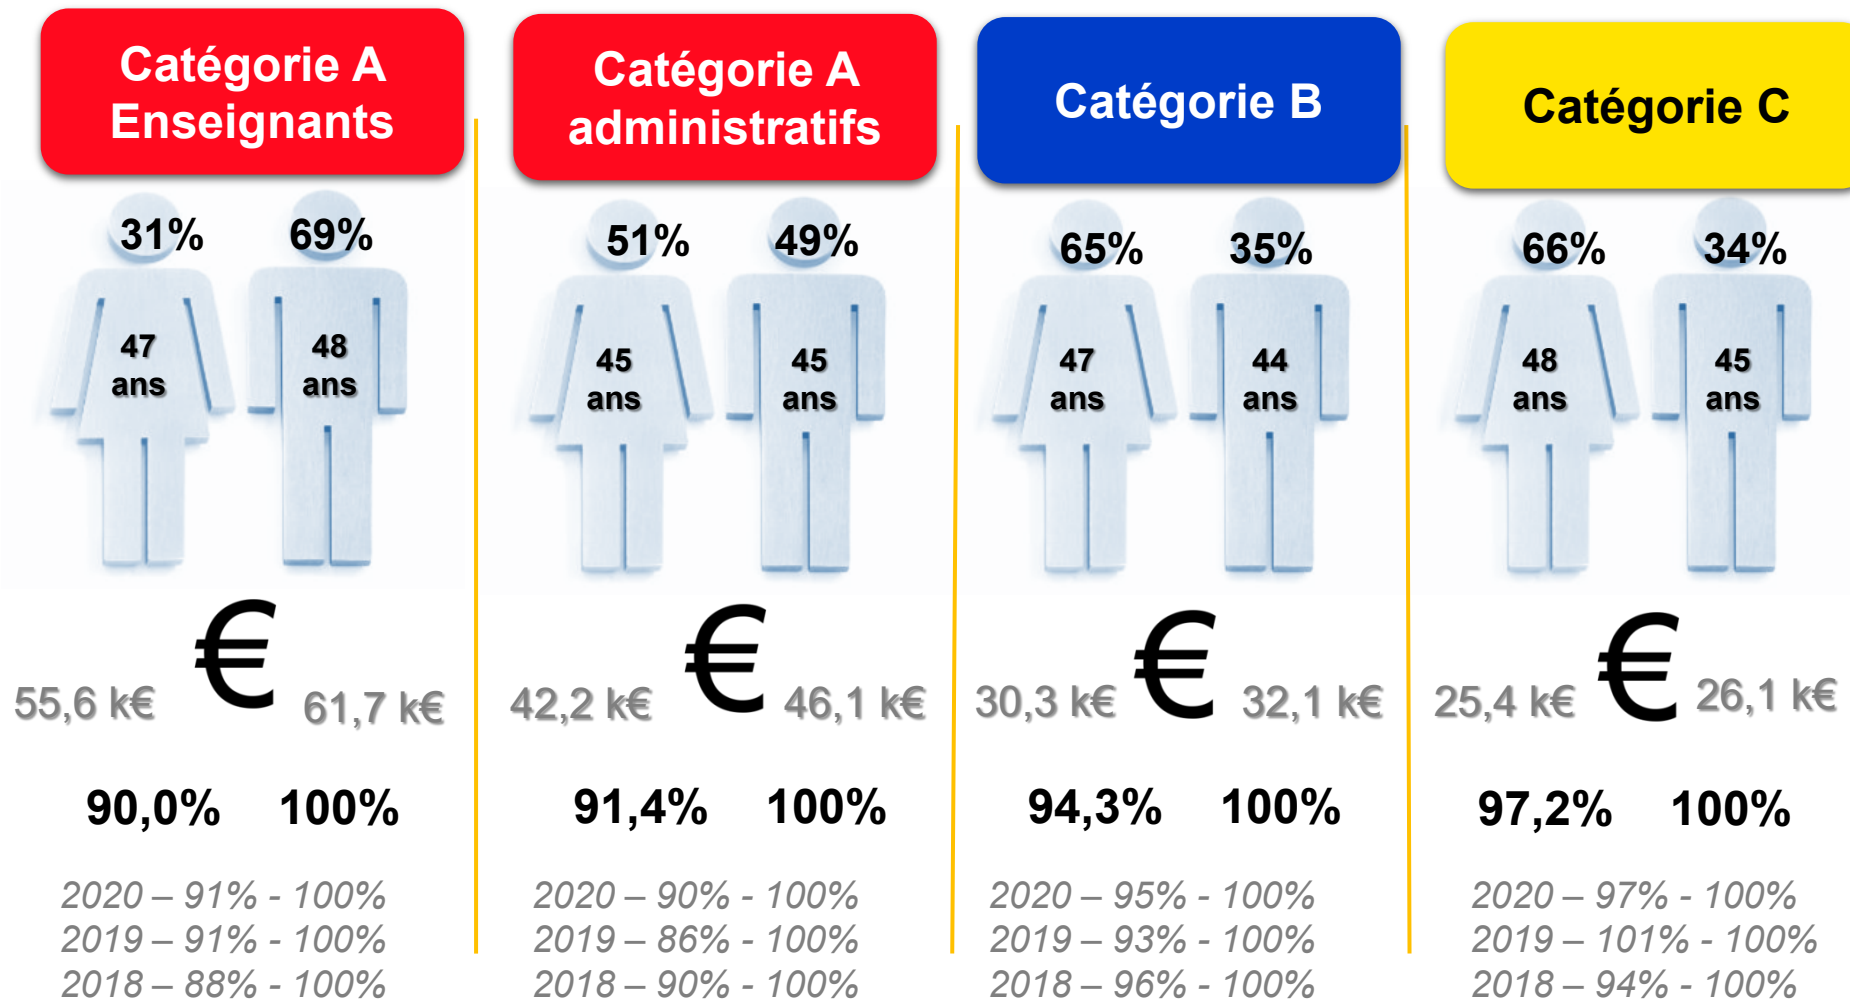 Catégorie A
Enseignants
31%
69%
47
ans
48
ans
€
55,6 k€
61,7 k€
90,0%
100%
2020 – 91% - 100%
2019 – 91% - 100%
2018 – 88% - 100%
Catégorie A
administratifs
51%
49%
45
ans
45
ans
€
42,2 k€
46,1 k€
91,4%
100%
2020 – 90% - 100%
2019 – 86% - 100%
2018 – 90% - 100%
Catégorie B
65%
35%
47
ans
44
ans
€
30,3 k€
32,1 k€
94,3%
100%
2020 – 95% - 100%
2019 – 93% - 100%
2018 – 96% - 100%
Catégorie C
66%
34%
48
ans
45
ans
€
25,4 k€
26,1 k€
97,2%
100%
2020 – 97% - 100%
2019 – 101% - 100%
2018 – 94% - 100%